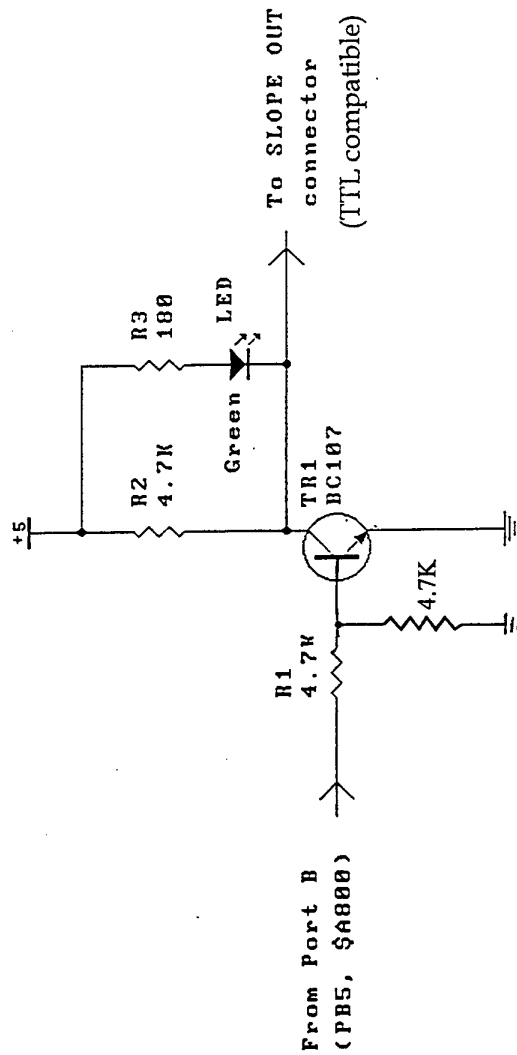 +5
R2
4.7K
R3
180
Green
LED
To SLOPE OUT
connector
(TTL compatible)
TR1
BC107
R1
4.7K
4.7K
From Port B
(PB5, $A800)